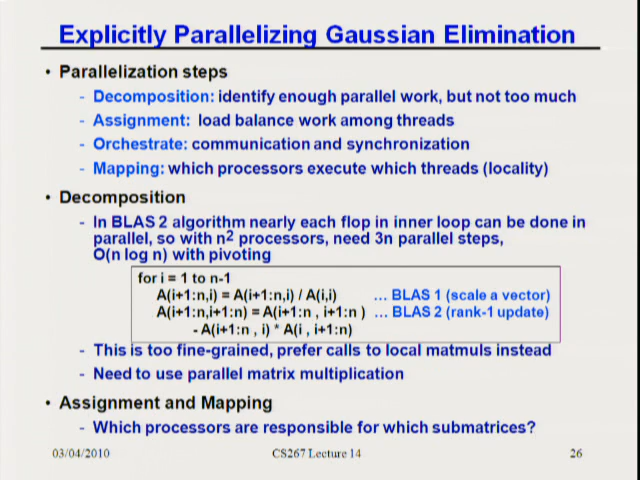 Explicitly Parallelizing Gaussian Elimination
• Parallelization steps
- Decomposition: identify enough parallel work, but not too much
- Assignment: load balance work among threads
- Orchestrate: communication and synchronization
- Mapping: which processors execute which threads (locality)
• Decomposition
- In BLAS 2 algorithm nearly each flop in inner loop can be done in
parallel, so with n2 processors, need 3n parallel steps,
O(n log n) with pivoting
for i = 1 to n-1
A(i+1:n,i) = A(i+1:n,i) / A(i,i) ... BLAS 1 (scale a vector)
A(i+1:n,i+1:n) = A(i+1:n , i+1:n ) ... BLAS 2 (rank-1 update)
- A(i+1:n , i) * A(i , i+1:n)
- This is too fine-grained, prefer calls to local matmuls instead
- Need to use parallel matrix multiplication
• Assignment and Mapping
- Which processors are responsible for which submatrices?
03/04/2010 CS267 Lecture 14 26